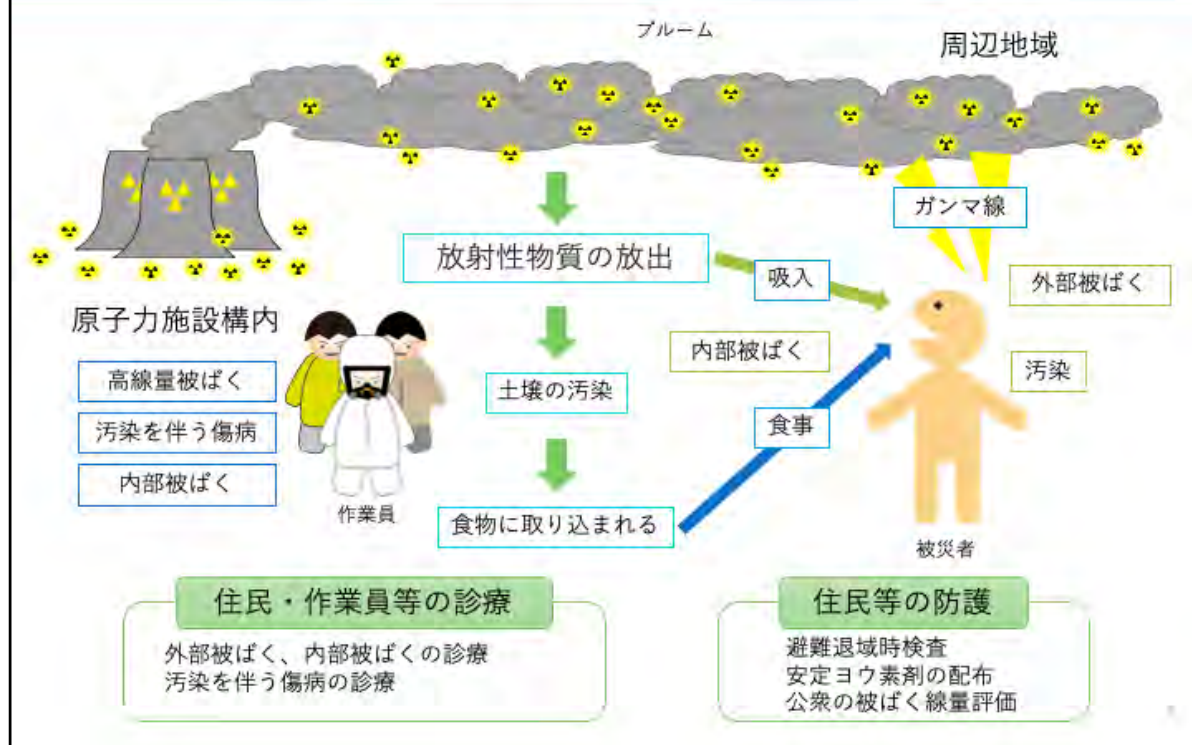 プルーム
周辺地域
ガンマ線
放射性物質の放出
吸入
外部被ばく
原子力施設構内
内部被ばく
高線量被ばく
汚染
土壌の汚染
汚染を伴う傷病
食事
内部被ばく
作業員
食物に取り込まれる
被災者
住民・作業員等の診療
外部被ばく、内部被ばくの診療
汚染を伴う傷病の診療
住民等の防護
避難退域時検査
安定ヨウ素剤の配布
公衆の被ばく線量評価